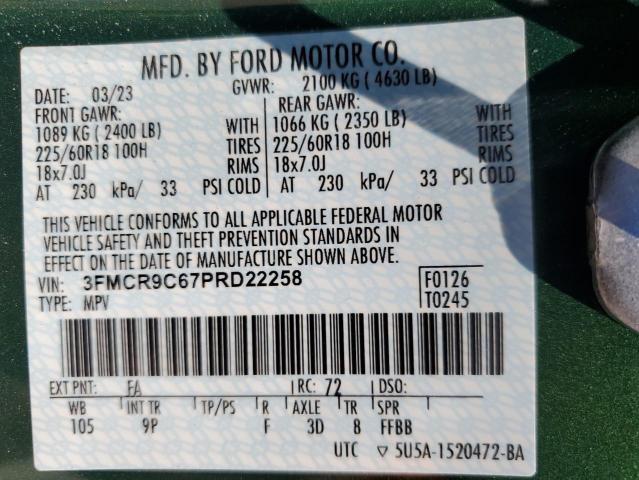 MFD. BY FORD MOTOR CO.
DATE: 03/23 GVWR: 2100 KG ( 4630 LB)
FRONT GAWR: REAR GAWR:
1089 KG ( 2400 LB) WITH 1066 KG ( 2350 LB) WITH
225/60R18 100H TIRES 225/60R18 100H TIRES
18x7.0J RIMS 18x7.0J RIMS
AT 230 kPa/ 33 PSI COLD AT 230 kPa/ 33 PSI COLD
THIS VEHICLE CONFORMS TO ALL APPLICABLE FEDERAL MOTOR
VEHICLE SAFETY AND THEFT PREVENTION STANDARDS IN
EFFECT ON THE DATE OF MANUFACTURE SHOWN ABOVE.
VIN: 3FMCR9C67PRD22258 F0126
TYPE: MPV T0245
EXT PNT: FA RC: 72 DSO:
WB INT TR TP/PS R AXLE TR SPR
105 9P F 3D 8 FFBB
UTC ▽ 5U5A-1520472-BA